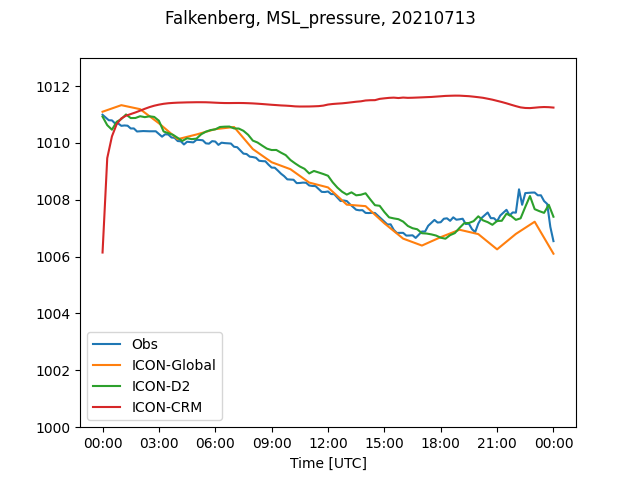 Falkenberg, MSL_pressure, 20210713
1012
1010
1008
1006
1004
1002
1000
Obs
ICON-Global
ICON-D2
ICON-CRM
00:00 03:00 06:00 09:00 12:00 15:00 18:00 21:00 00:00
Time [UTC]